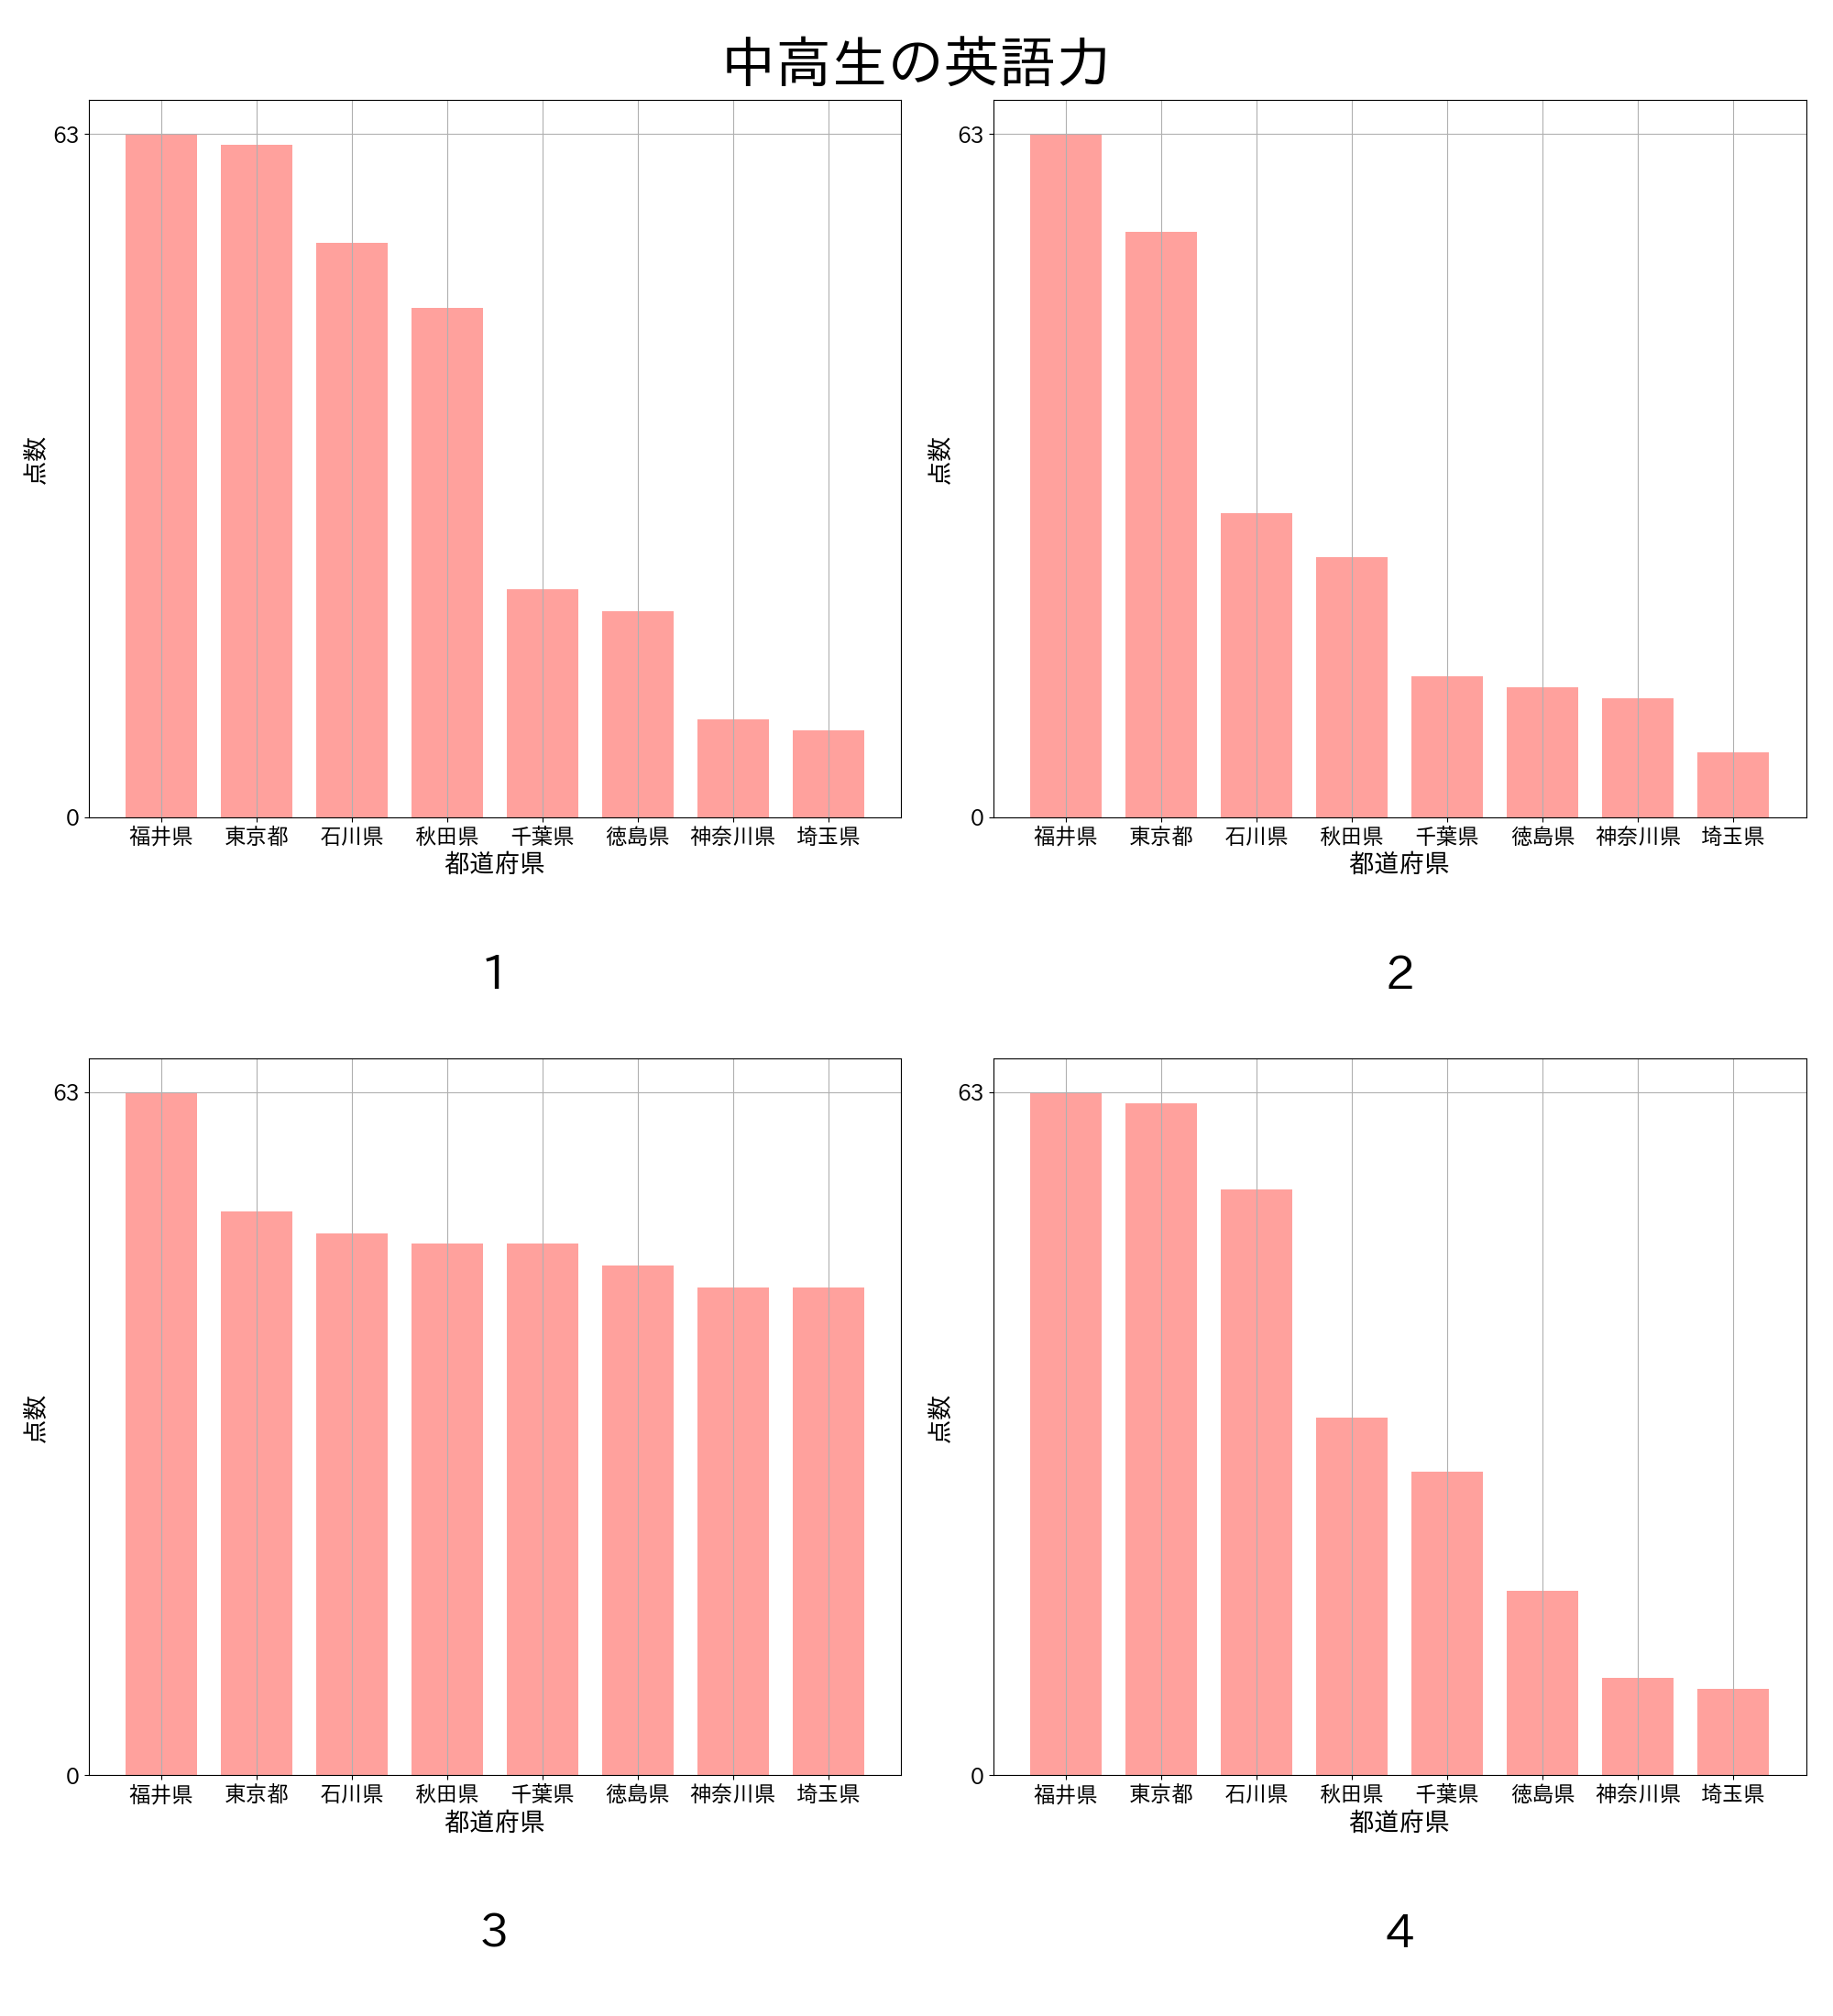 中高生の英語力
63
0
点数
福井県 東京都 石川県 秋田県 千葉県 徳島県 神奈川県 埼玉県
都道府県
1
63
0
点数
福井県 東京都 石川県 秋田県 千葉県 徳島県 神奈川県 埼玉県
都道府県
2
63
0
点数
福井県 東京都 石川県 秋田県 千葉県 徳島県 神奈川県 埼玉県
都道府県
3
63
0
点数
福井県 東京都 石川県 秋田県 千葉県 徳島県 神奈川県 埼玉県
都道府県
4